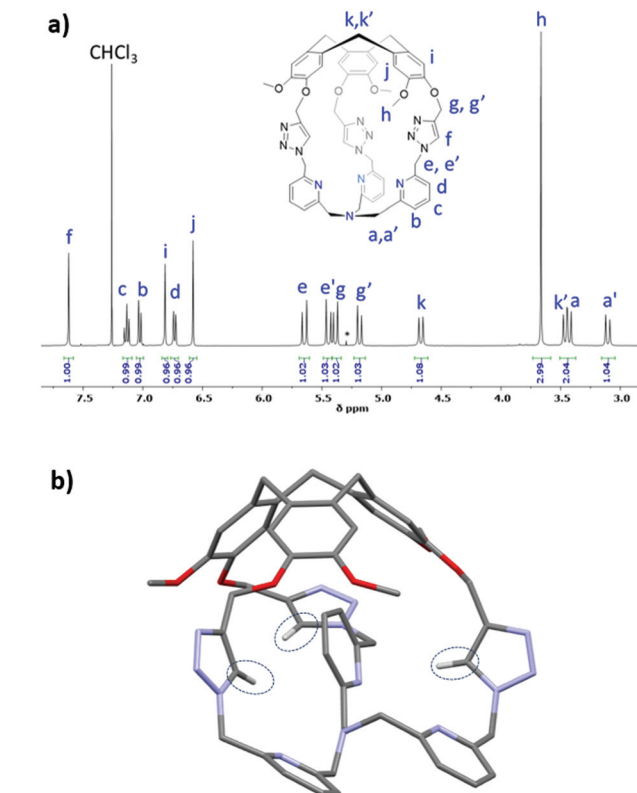 a)
k,k'
h
CHCl3
i
j
O
O
O
O
O
O
h
g, g'
N
N
N
N
N
N
N
N
N
f
e, e'
N
N
N
d
c
N
b
a,a'
f
c
b
i
d
j
e
e'
g
g'
*
k
k'
a
a'
1.00
0.99
0.99
0.96
0.96
0.96
1.02
1.03
1.02
1.03
1.08
2.99
2.04
1.04
7.5
7.0
6.5
6.0
5.5
5.0
4.5
4.0
3.5
3.0
δ ppm
b)